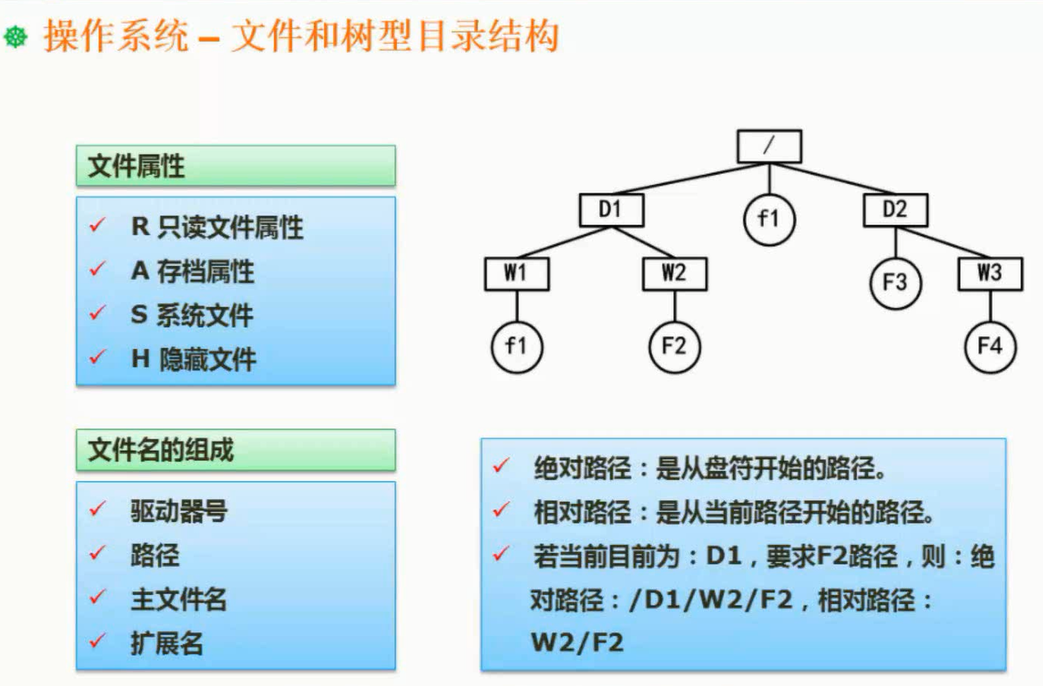 操作系统 – 文件和树型目录结构
文件属性
R 只读文件属性
A 存档属性
S 系统文件
H 隐藏文件
文件名的组成
驱动器号
路径
主文件名
扩展名
/
D1
f1
D2
W1
W2
F3
W3
f1
F2
F4
绝对路径：是从盘符开始的路径。
相对路径：是从当前路径开始的路径。
若当前目前为：D1，要求F2路径，则：绝
对路径：/D1/W2/F2，相对路径：
W2/F2